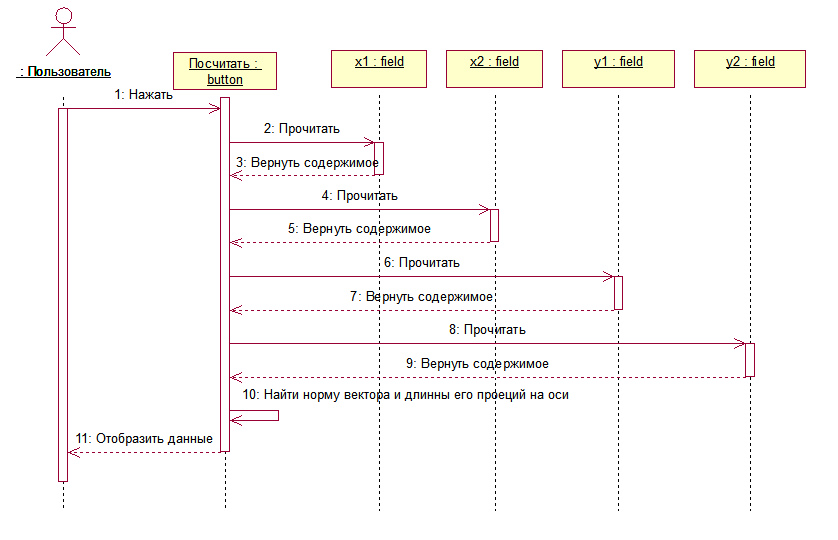 : Пользователь
Посчитать :
button
x1 : field
x2 : field
y1 : field
y2 : field
1: Нажать
2: Прочитать
3: Вернуть содержимое
4: Прочитать
5: Вернуть содержимое
6: Прочитать
7: Вернуть содержимое
8: Прочитать
9: Вернуть содержимое
10: Найти норму вектора и длинны его проеций на оси
11: Отобразить данные